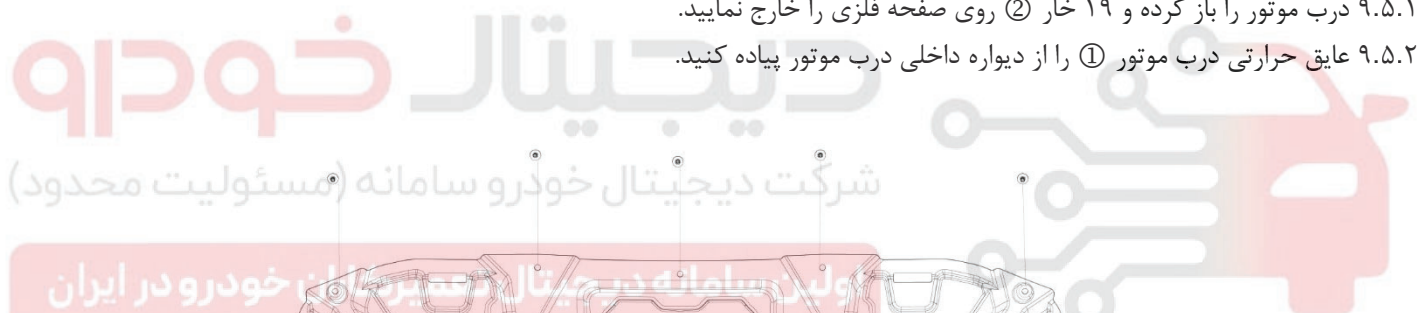 ۹.۵.۱ درب موتور را باز کرده و ۱۹ خار ② روی صفحه فلزی را خارج نمایید.
۹.۵.۲ عایق حرارتی درب موتور ① را از دیواره داخلی درب موتور پیاده کنید.
دیجیتال خودرو
شرکت دیجیتال خودرو سامانه (مسئولیت محدود)
اولین سامانه دیجیتال تعمیرکاران خودرو در ایران